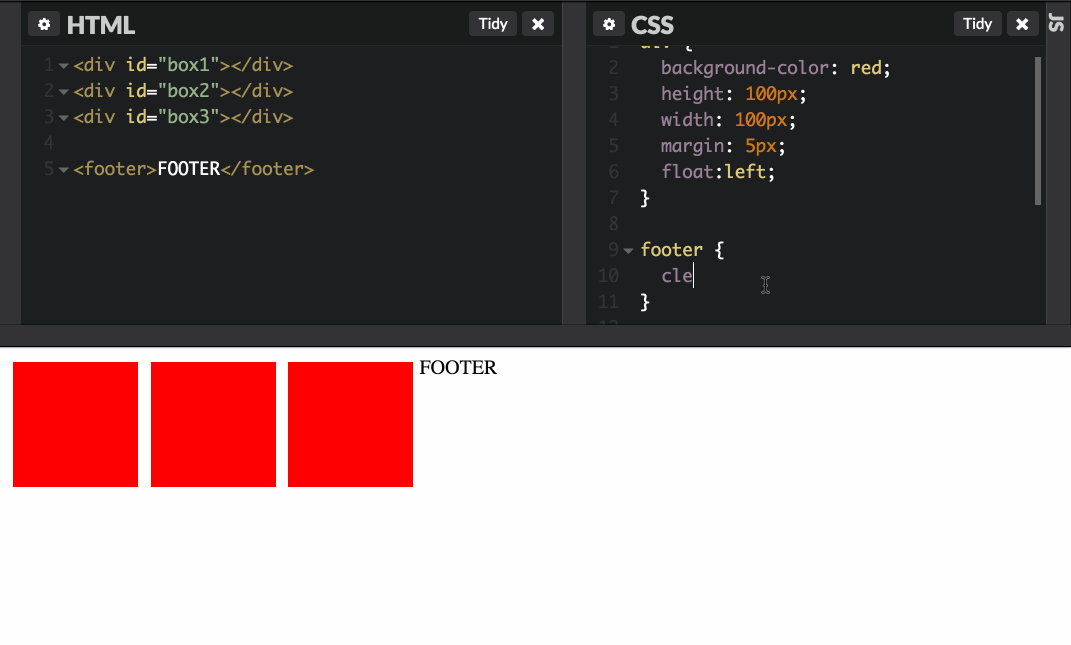 HTML
Tidy
1 <div id="box1"></div>
2 <div id="box2"></div>
3 <div id="box3"></div>
4
5 <footer>FOOTER</footer>
CSS
Tidy
div {
2 background-color: red;
3 height: 100px;
4 width: 100px;
5 margin: 5px;
6 float:left;
7 }
8
9 footer {
10 cle
11 }
12
JS
FOOTER